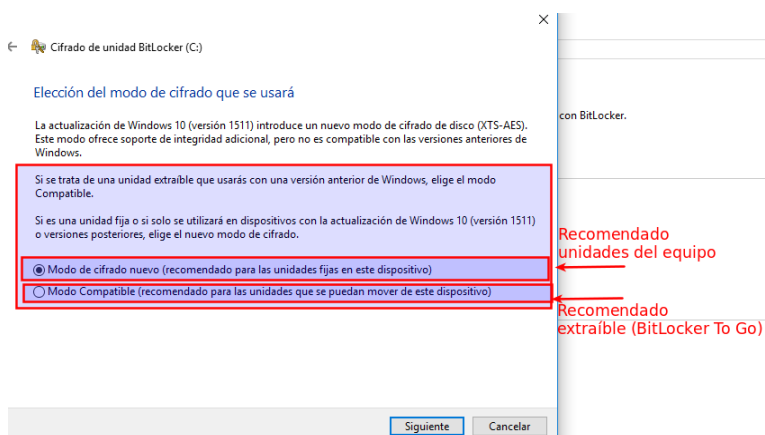 Cifrado de unidad BitLocker (C:)
Elección del modo de cifrado que se usará
La actualización de Windows 10 (versión 1511) introduce un nuevo modo de cifrado de disco (XTS-AES).
Este modo ofrece soporte de integridad adicional, pero no es compatible con las versiones anteriores de
Windows.
con BitLocker.
Si se trata de una unidad extraíble que usarás con una versión anterior de Windows, elige el modo
Compatible.
Si es una unidad fija o si solo se utilizará en dispositivos con la actualización de Windows 10 (versión 1511)
o versiones posteriores, elige el nuevo modo de cifrado.
Recomendado
unidades del equipo
Modo de cifrado nuevo (recomendado para las unidades fijas en este dispositivo)
Modo Compatible (recomendado para las unidades que se puedan mover de este dispositivo)
Recomendado
extraíble (BitLocker To Go)
Siguiente
Cancelar